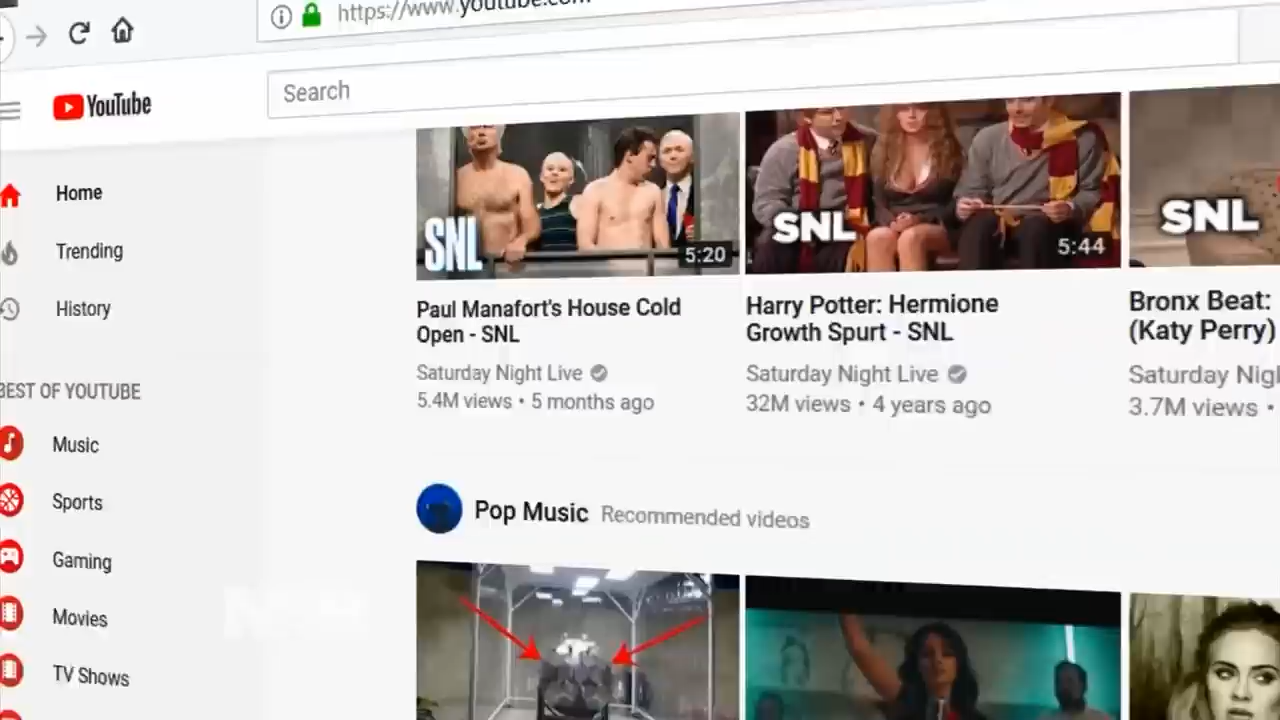 https://www.youtube.com
YouTube
Search
Home
Trending
History
BEST OF YOUTUBE
Music
Sports
Gaming
Movies
TV Shows
SNL
5:20
Paul Manafort's House Cold
Open - SNL
Saturday Night Live
5.4M views • 5 months ago
SNL
5:44
Harry Potter: Hermione
Growth Spurt - SNL
Saturday Night Live
32M views • 4 years ago
SNL
Bronx Beat:
(Katy Perry)
Saturday Nigh
3.7M views •
Pop Music Recommended videos